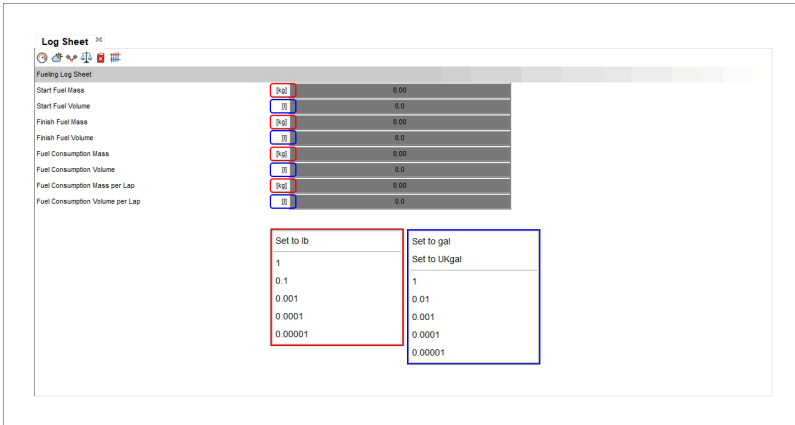 Log Sheet
Fueling Log Sheet
Start Fuel Mass [kg] 0.00
Start Fuel Volume [l] 0.0
Finish Fuel Mass [kg] 0.00
Finish Fuel Volume [l] 0.0
Fuel Consumption Mass [kg] 0.00
Fuel Consumption Volume [l] 0.0
Fuel Consumption Mass per Lap [kg] 0.00
Fuel Consumption Volume per Lap [l] 0.0
Set to lb
1
0.1
0.001
0.0001
0.00001
Set to gal
Set to UKgal
1
0.01
0.001
0.0001
0.00001